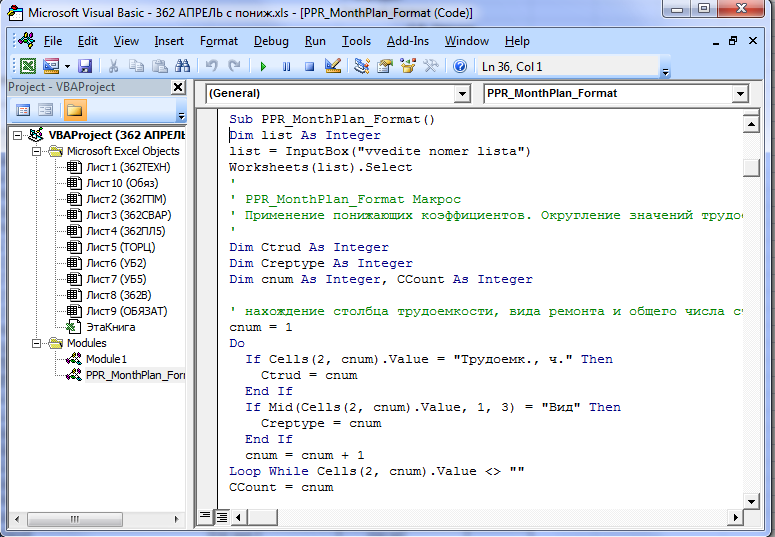 Microsoft Visual Basic - 362 АПРЕЛЬ с пониж.xls - [PPR_MonthPlan_Format (Code)]
File Edit View Insert Format Debug Run Tools Add-Ins Window Help
Ln 36, Col 1
Project - VBAProject
(General) PPR_MonthPlan_Format
VBAProject (362 АПРЕЛЬ
Microsoft Excel Objects
Лист1 (362ТЕХН)
Лист10 (Обяз)
Лист2 (362ГПМ)
Лист3 (362СВАР)
Лист4 (362ПЛ5)
Лист5 (ТОРЦ)
Лист6 (УБ2)
Лист7 (УБ5)
Лист8 (362В)
Лист9 (ОБЯЗАТ)
ЭтаКнига
Modules
Module1
PPR_MonthPlan_For
Sub PPR_MonthPlan_Format()
Dim list As Integer
list = InputBox("vvedite nomer lista")
Worksheets(list).Select
'
' PPR_MonthPlan_Format Макрос
' Применение понижающих коэффициентов. Округление значений трудо
'
Dim Ctrud As Integer
Dim Creptype As Integer
Dim cnum As Integer, CCount As Integer
' нахождение столбца трудоемкости, вида ремонта и общего числа с
cnum = 1
Do
If Cells(2, cnum).Value = "Трудоемк., ч." Then
Ctrud = cnum
End If
If Mid(Cells(2, cnum).Value, 1, 3) = "Вид" Then
Creptype = cnum
End If
cnum = cnum + 1
Loop While Cells(2, cnum).Value <> ""
CCount = cnum